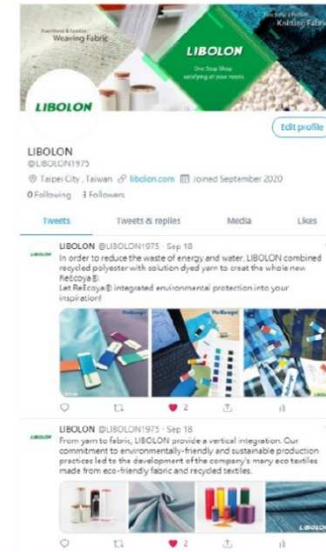 Weaving Fabric
Knitting Fabric
LIBOLON
One Stop Shop
satisfying all your needs
LIBOLON
Edit profile
LIBOLON
@LIBOLON1975
Taipei City, Taiwan libolon.com Joined September 2020
0 Following Followers
Tweets Tweets & replies Media Likes
LIBOLON @LIBOLON1975 · Sep 18
In order to reduce the waste of energy and water, LIBOLON combined
recycled polyester with solution dyed yarn to creat the whole new
ReEcoya®.
Let ReEcoya® integrated environmental protection into your
inspiration!
2
LIBOLON @LIBOLON1975 · Sep 18
From yarn to fabric, LIBOLON provide a vertical integration. Our
commitment to environmentally-friendly and sustainable production
practices led to the development of the company's many eco textiles
made from eco-friendly fabric and recycled textiles.
LIBOLON
2